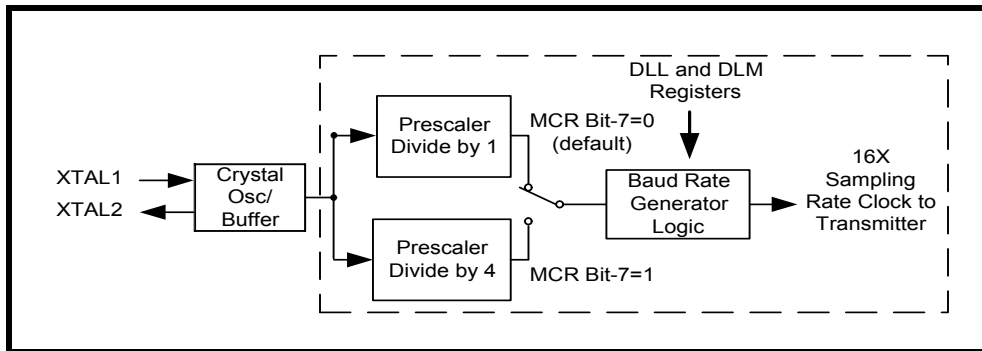 DLL and DLM
Registers
Prescaler
Divide by 1
MCR Bit-7=0
(default)
XTAL1
XTAL2
Crystal
Osc/
Buffer
Baud Rate
Generator
Logic
16X
Sampling
Rate Clock to
Transmitter
Prescaler
Divide by 4
MCR Bit-7=1